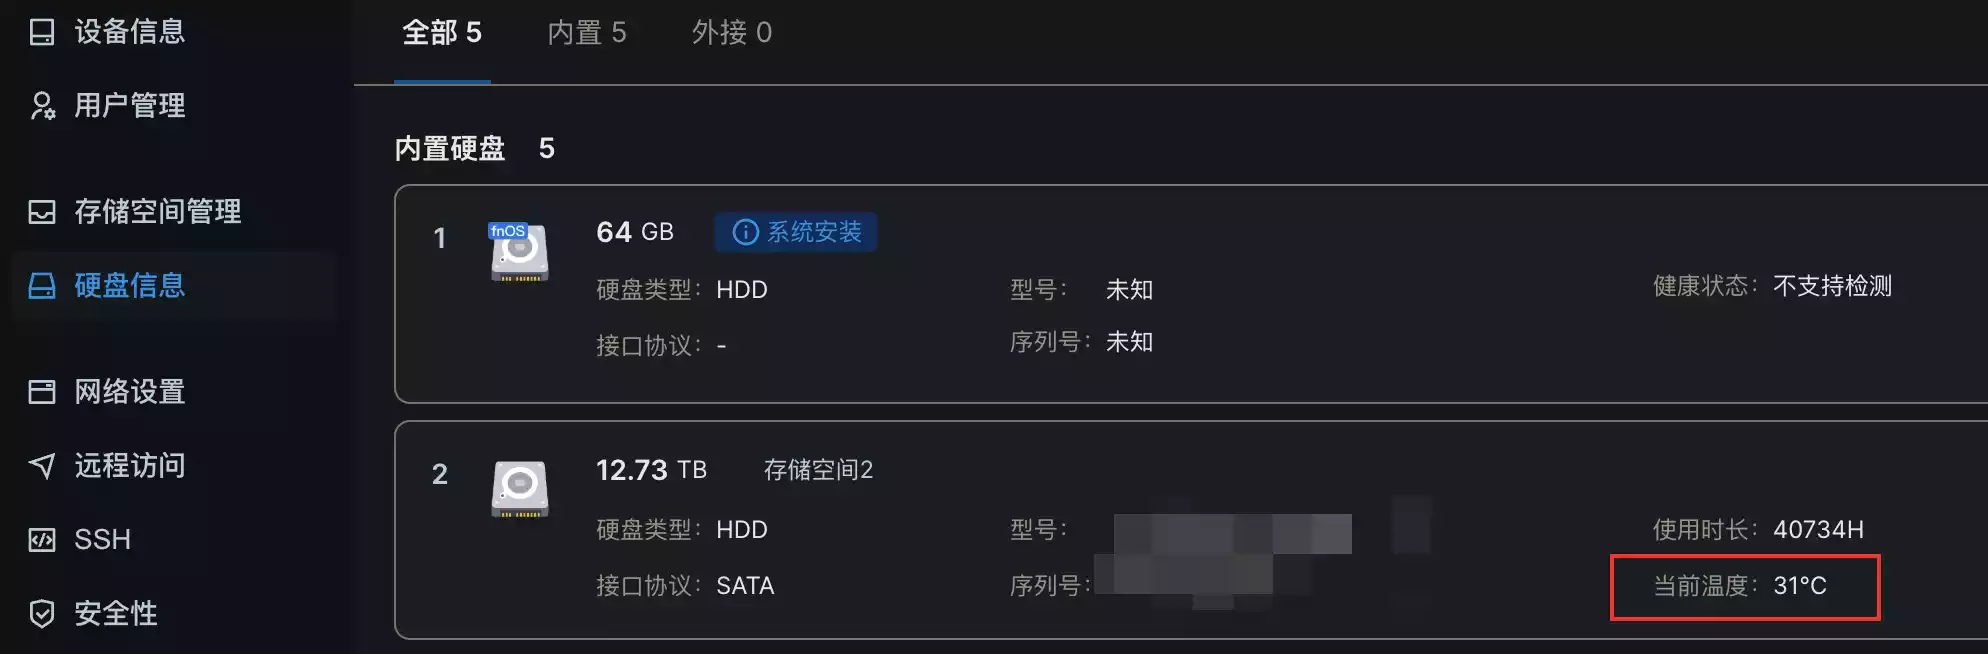 设备信息
用户管理
存储空间管理
硬盘信息
网络设置
远程访问
SSH
安全性
全部 5 内置 5 外接 0
内置硬盘 5
1 fnOS 64 GB 系统安装
硬盘类型： HDD 型号： 未知 健康状态： 不支持检测
接口协议： - 序列号： 未知
2 12.73 TB 存储空间2
硬盘类型： HDD 型号： 使用时长： 40734H
接口协议： SATA 序列号： 当前温度： 31°C